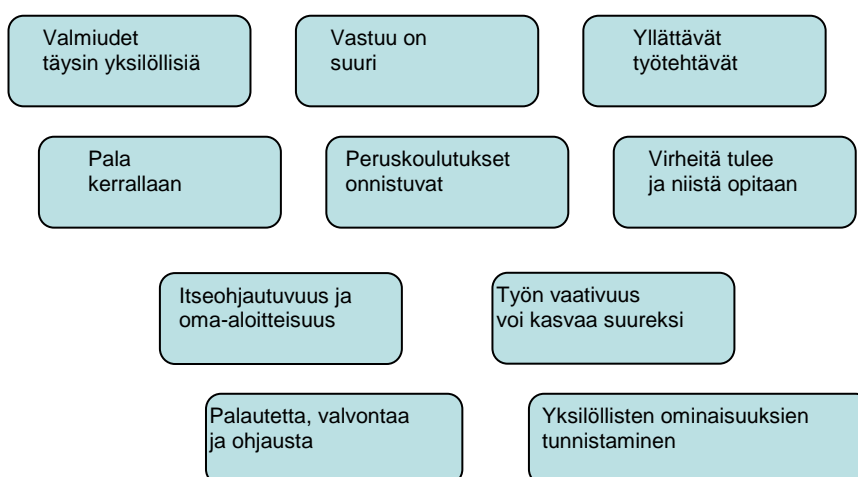 Valmiudet
täysin yksilöllisiä
Vastuu on
suuri
Yllättävät
työtehtävät
Pala
kerrallaan
Peruskoulutukset
onnistuvat
Virheitä tulee
ja niistä opitaan
Itseohjautuvuus ja
oma-aloitteisuus
Työn vaativuus
voi kasvaa suureksi
Palautetta, valvontaa
ja ohjausta
Yksilöllisten ominaisuuksien
tunnistaminen